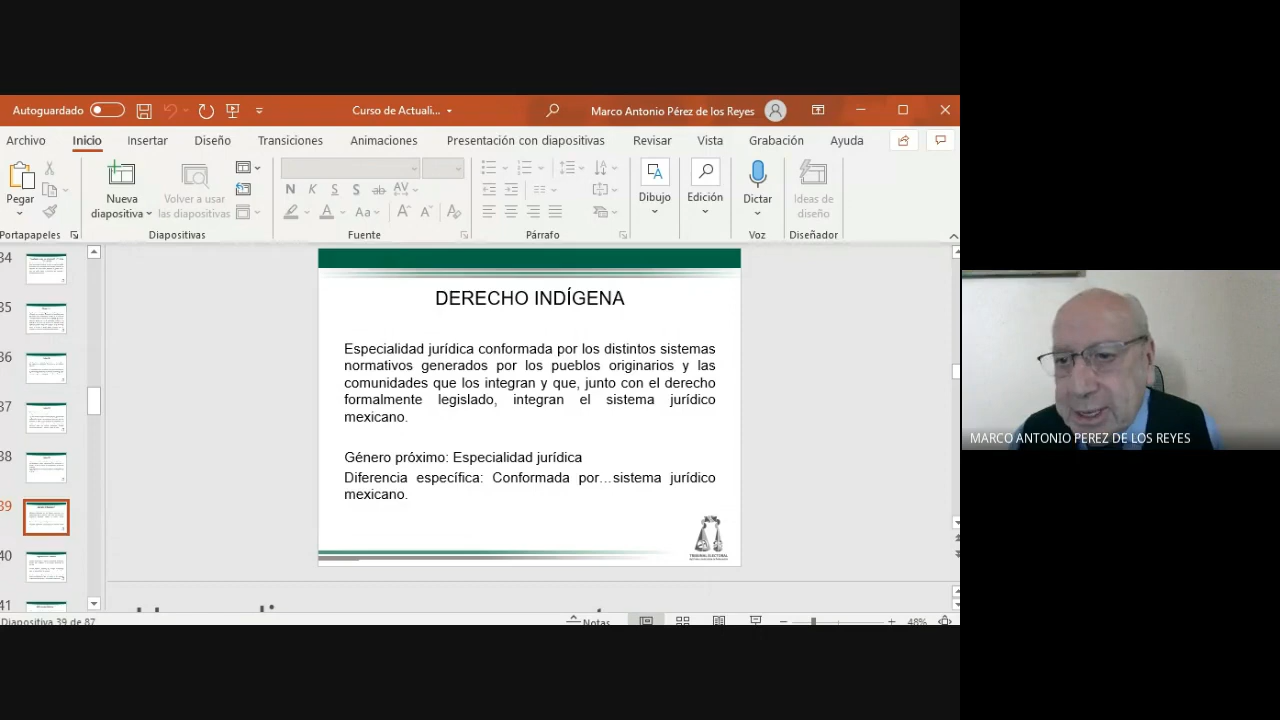 Autoguardado
Curso de Actuali...
Marco Antonio Pérez de los Reyes
Archivo Inicio Insertar Diseño Transiciones Animaciones Presentación con diapositivas Revisar Vista Grabación Ayuda
Pegar
Nueva
diapositiva
Volver a usar
las diapositivas
N K S S ab AV
A Aa A A
Dibujo
Edición
Dictar
Ideas de
diseño
Portapapeles Diapositivas Fuente Párrafo Voz Diseñador
34
35
36
37
38
39
40
41
DERECHO INDÍGENA
Especialidad jurídica conformada por los distintos sistemas
normativos generados por los pueblos originarios y las
comunidades que los integran y que, junto con el derecho
formalmente legislado, integran el sistema jurídico
mexicano.
Género próximo: Especialidad jurídica
Diferencia específica: Conformada por...sistema jurídico
mexicano.
TRIBUNAL ELECTORAL
Diapositiva 39 de 87
Notas
48%
MARCO ANTONIO PEREZ DE LOS REYES